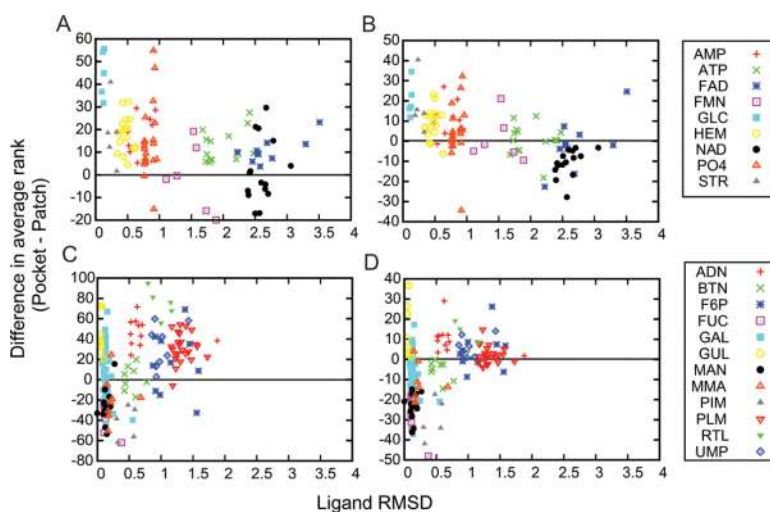 A
B
60
50
40
30
20
10
0
-10
-20
0 0.5 1 1.5 2 2.5 3 3.5 4
60
50
40
30
20
10
0
-10
-20
-30
-40
0 0.5 1 1.5 2 2.5 3 3.5 4
AMP
ATP
FAD
FMN
GLC
HEM
NAD
PO4
STR
Difference in average rank
(Pocket - Patch)
C
D
100
80
60
40
20
0
-20
-40
-60
-80
0 0.5 1 1.5 2 2.5 3 3.5 4
40
30
20
10
0
-10
-20
-30
-40
-50
0 0.5 1 1.5 2 2.5 3 3.5 4
ADN
BTN
F6P
FUC
GAL
GUL
MAN
MMA
PIM
PLM
RTL
UMP
Ligand RMSD